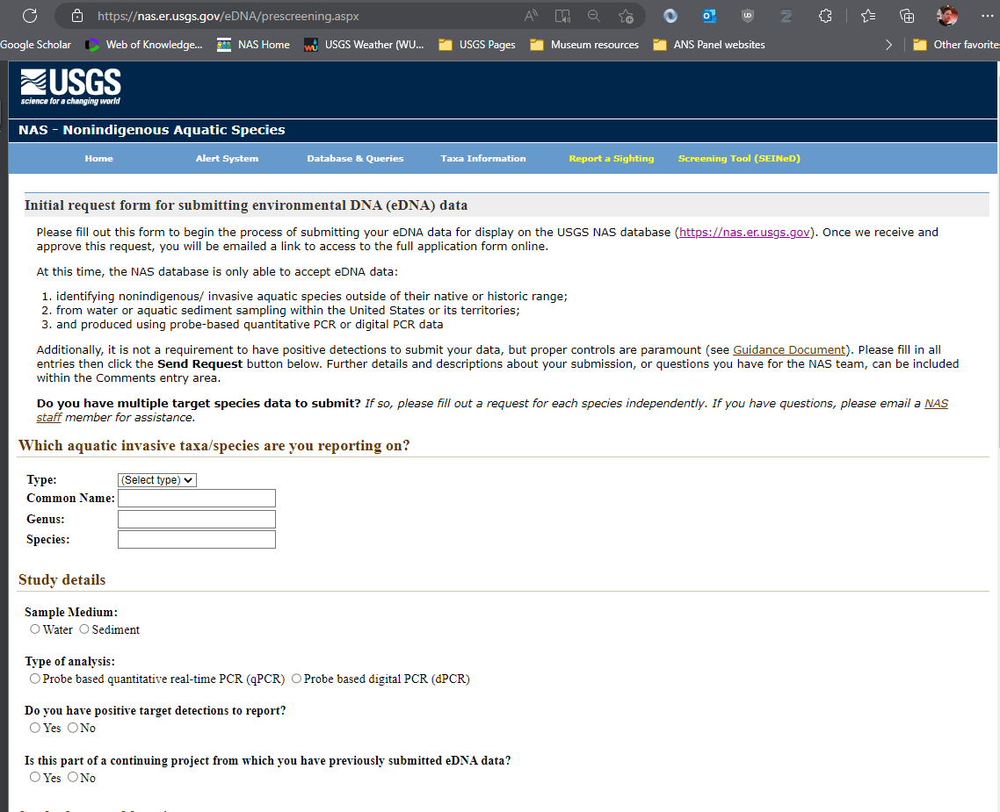 https://nas.er.usgs.gov/eDNA/prescreening.aspx
Google Scholar Web of Knowledge... NAS Home USGS Weather (WU... USGS Pages Museum resources ANS Panel websites Other favorite
USGS
science for a changing world
NAS - Nonindigenous Aquatic Species
Home Alert System Database & Queries Taxa Information Report a Sighting Screening Tool (SEINeD)
Initial request form for submitting environmental DNA (eDNA) data
Please fill out this form to begin the process of submitting your eDNA data for display on the USGS NAS database (https://nas.er.usgs.gov). Once we receive and
approve this request, you will be emailed a link to access to the full application form online.
At this time, the NAS database is only able to accept eDNA data:
1. identifying nonindigenous/ invasive aquatic species outside of their native or historic range;
2. from water or aquatic sediment sampling within the United States or its territories;
3. and produced using probe-based quantitative PCR or digital PCR data
Additionally, it is not a requirement to have positive detections to submit your data, but proper controls are paramount (see Guidance Document). Please fill in all
entries then click the Send Request button below. Further details and descriptions about your submission, or questions you have for the NAS team, can be included
within the Comments entry area.
Do you have multiple target species data to submit? If so, please fill out a request for each species independently. If you have questions, please email a NAS
staff member for assistance.
Which aquatic invasive taxa/species are you reporting on?
Type: (Select type)
Common Name:
Genus:
Species:
Study details
Sample Medium:
Water Sediment
Type of analysis:
Probe based quantitative real-time PCR (qPCR) Probe based digital PCR (dPCR)
Do you have positive target detections to report?
Yes No
Is this part of a continuing project from which you have previously submitted eDNA data?
Yes No